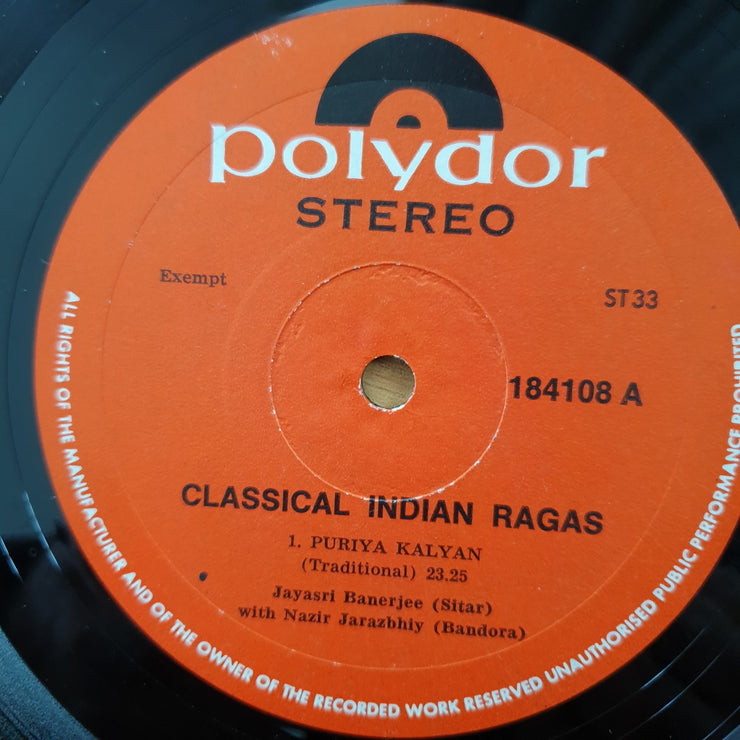 polydor
STEREO
Exempt
ST33
184108 A
CLASSICAL INDIAN RAGAS
1. PURIYA KALYAN
(Traditional) 23.25
Jayasri Banerjee (Sitar)
with Nazir Jarazbhiy (Bandora)
ALL RIGHTS OF THE MANUFACTURER AND OF THE OWNER OF THE RECORDED WORK RESERVED UNAUTHORISED PUBLIC PERFORMANCE PROHIBITED